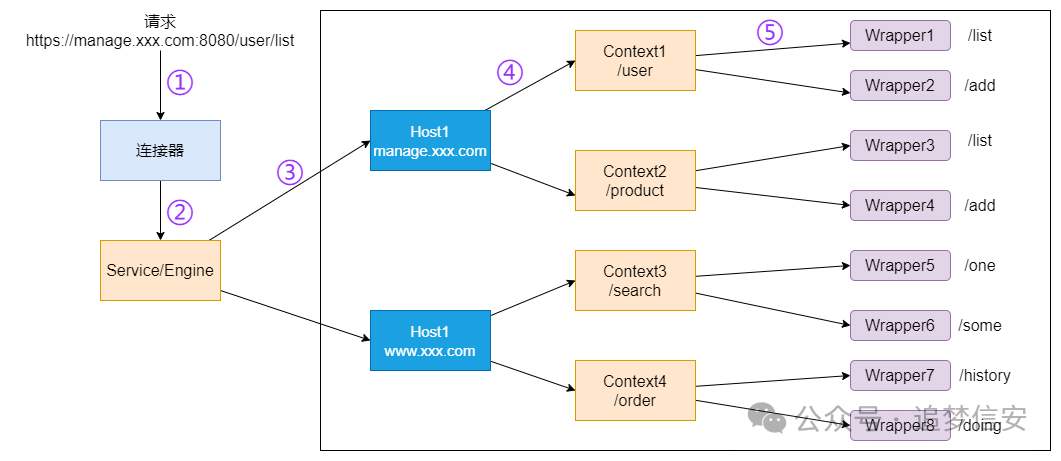 请求
https://manage.xxx.com:8080/user/list
①
连接器
②
Service/Engine
③
Host1
manage.xxx.com
④
Context1
/user
⑤
Wrapper1 /list
Wrapper2 /add
Context2
/product
Wrapper3 /list
Wrapper4 /add
Host1
www.xxx.com
Context3
/search
Wrapper5 /one
Wrapper6 /some
Context4
/order
Wrapper7 /history
Wrapper8 /doing
公众号 · 追梦信安